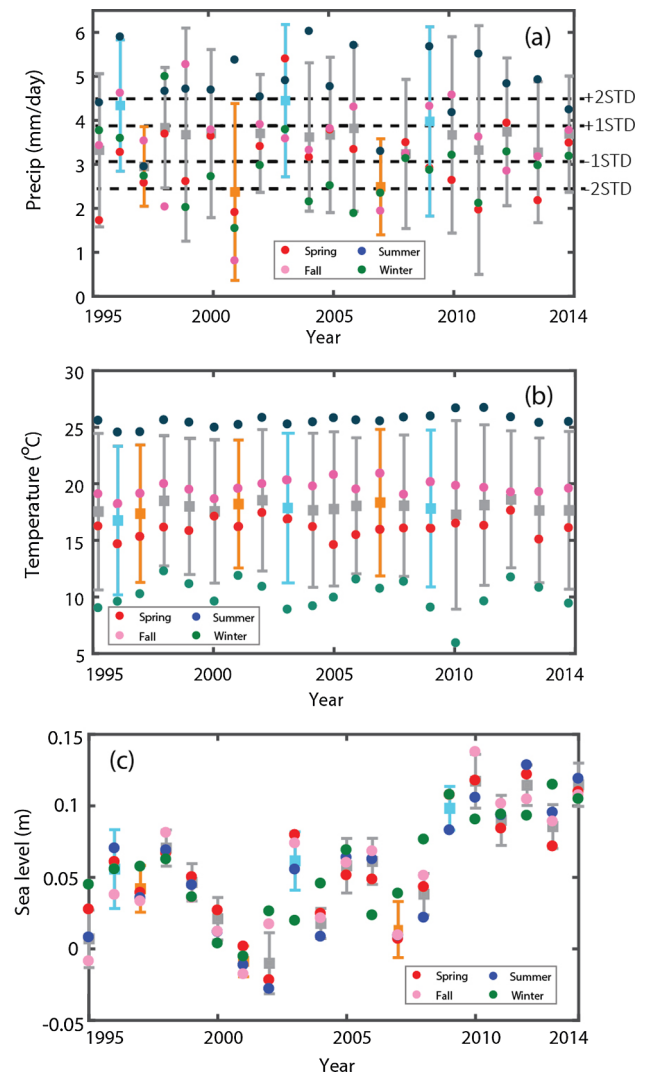 (a)
Precip (mm/day)
6
5
4
3
2
1
0
+2STD
+1STD
-1STD
-2STD
Spring Summer
Fall Winter
1995 2000 2005 2010 2014
Year
(b)
Temperature (°C)
30
25
20
15
10
5
Spring Summer
Fall Winter
1995 2000 2005 2010 2014
Year
(c)
Sea level (m)
0.15
0.1
0.05
0
-0.05
Spring Summer
Fall Winter
1995 2000 2005 2010 2014
Year